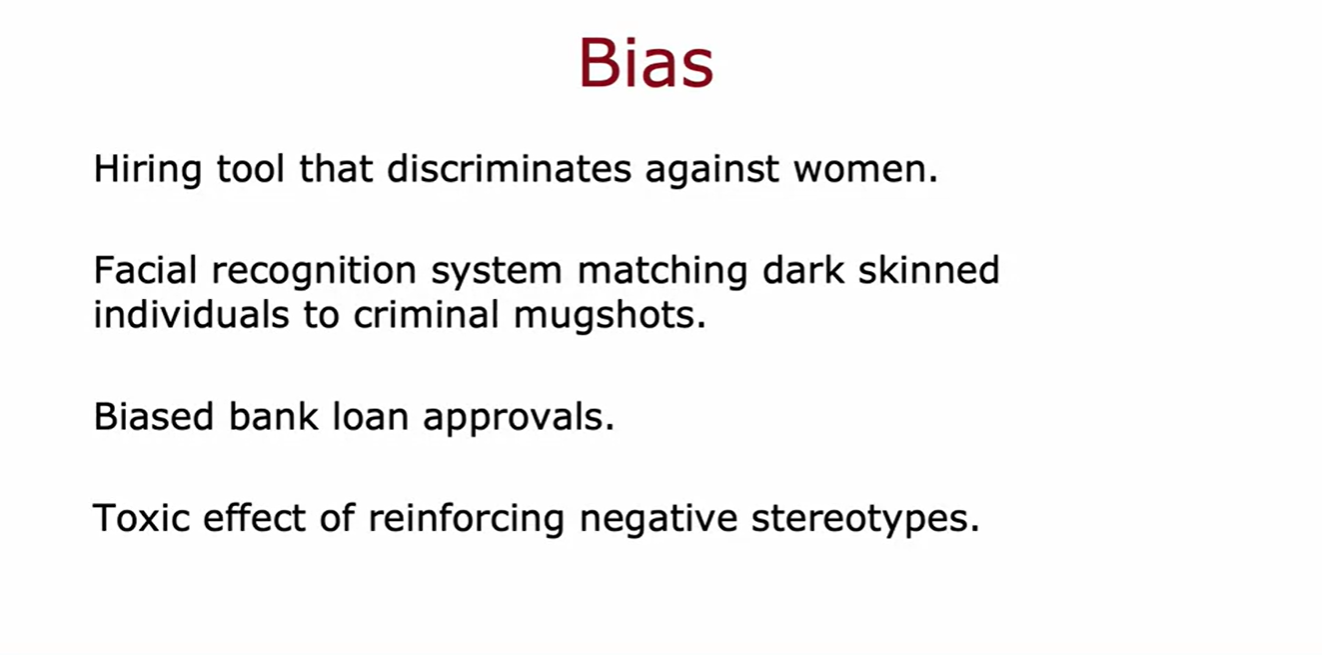 Bias
Hiring tool that discriminates against women.
Facial recognition system matching dark skinned
individuals to criminal mugshots.
Biased bank loan approvals.
Toxic effect of reinforcing negative stereotypes.